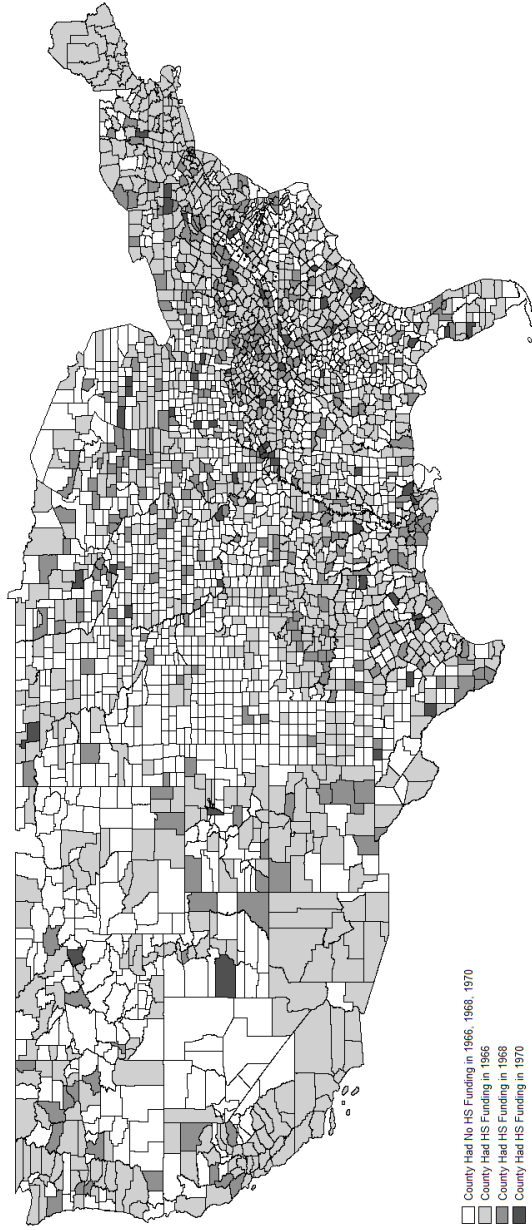 County Had No HS Funding in 1966, 1968, 1970
County Had HS Funding in 1966
County Had HS Funding in 1968
County Had HS Funding in 1970